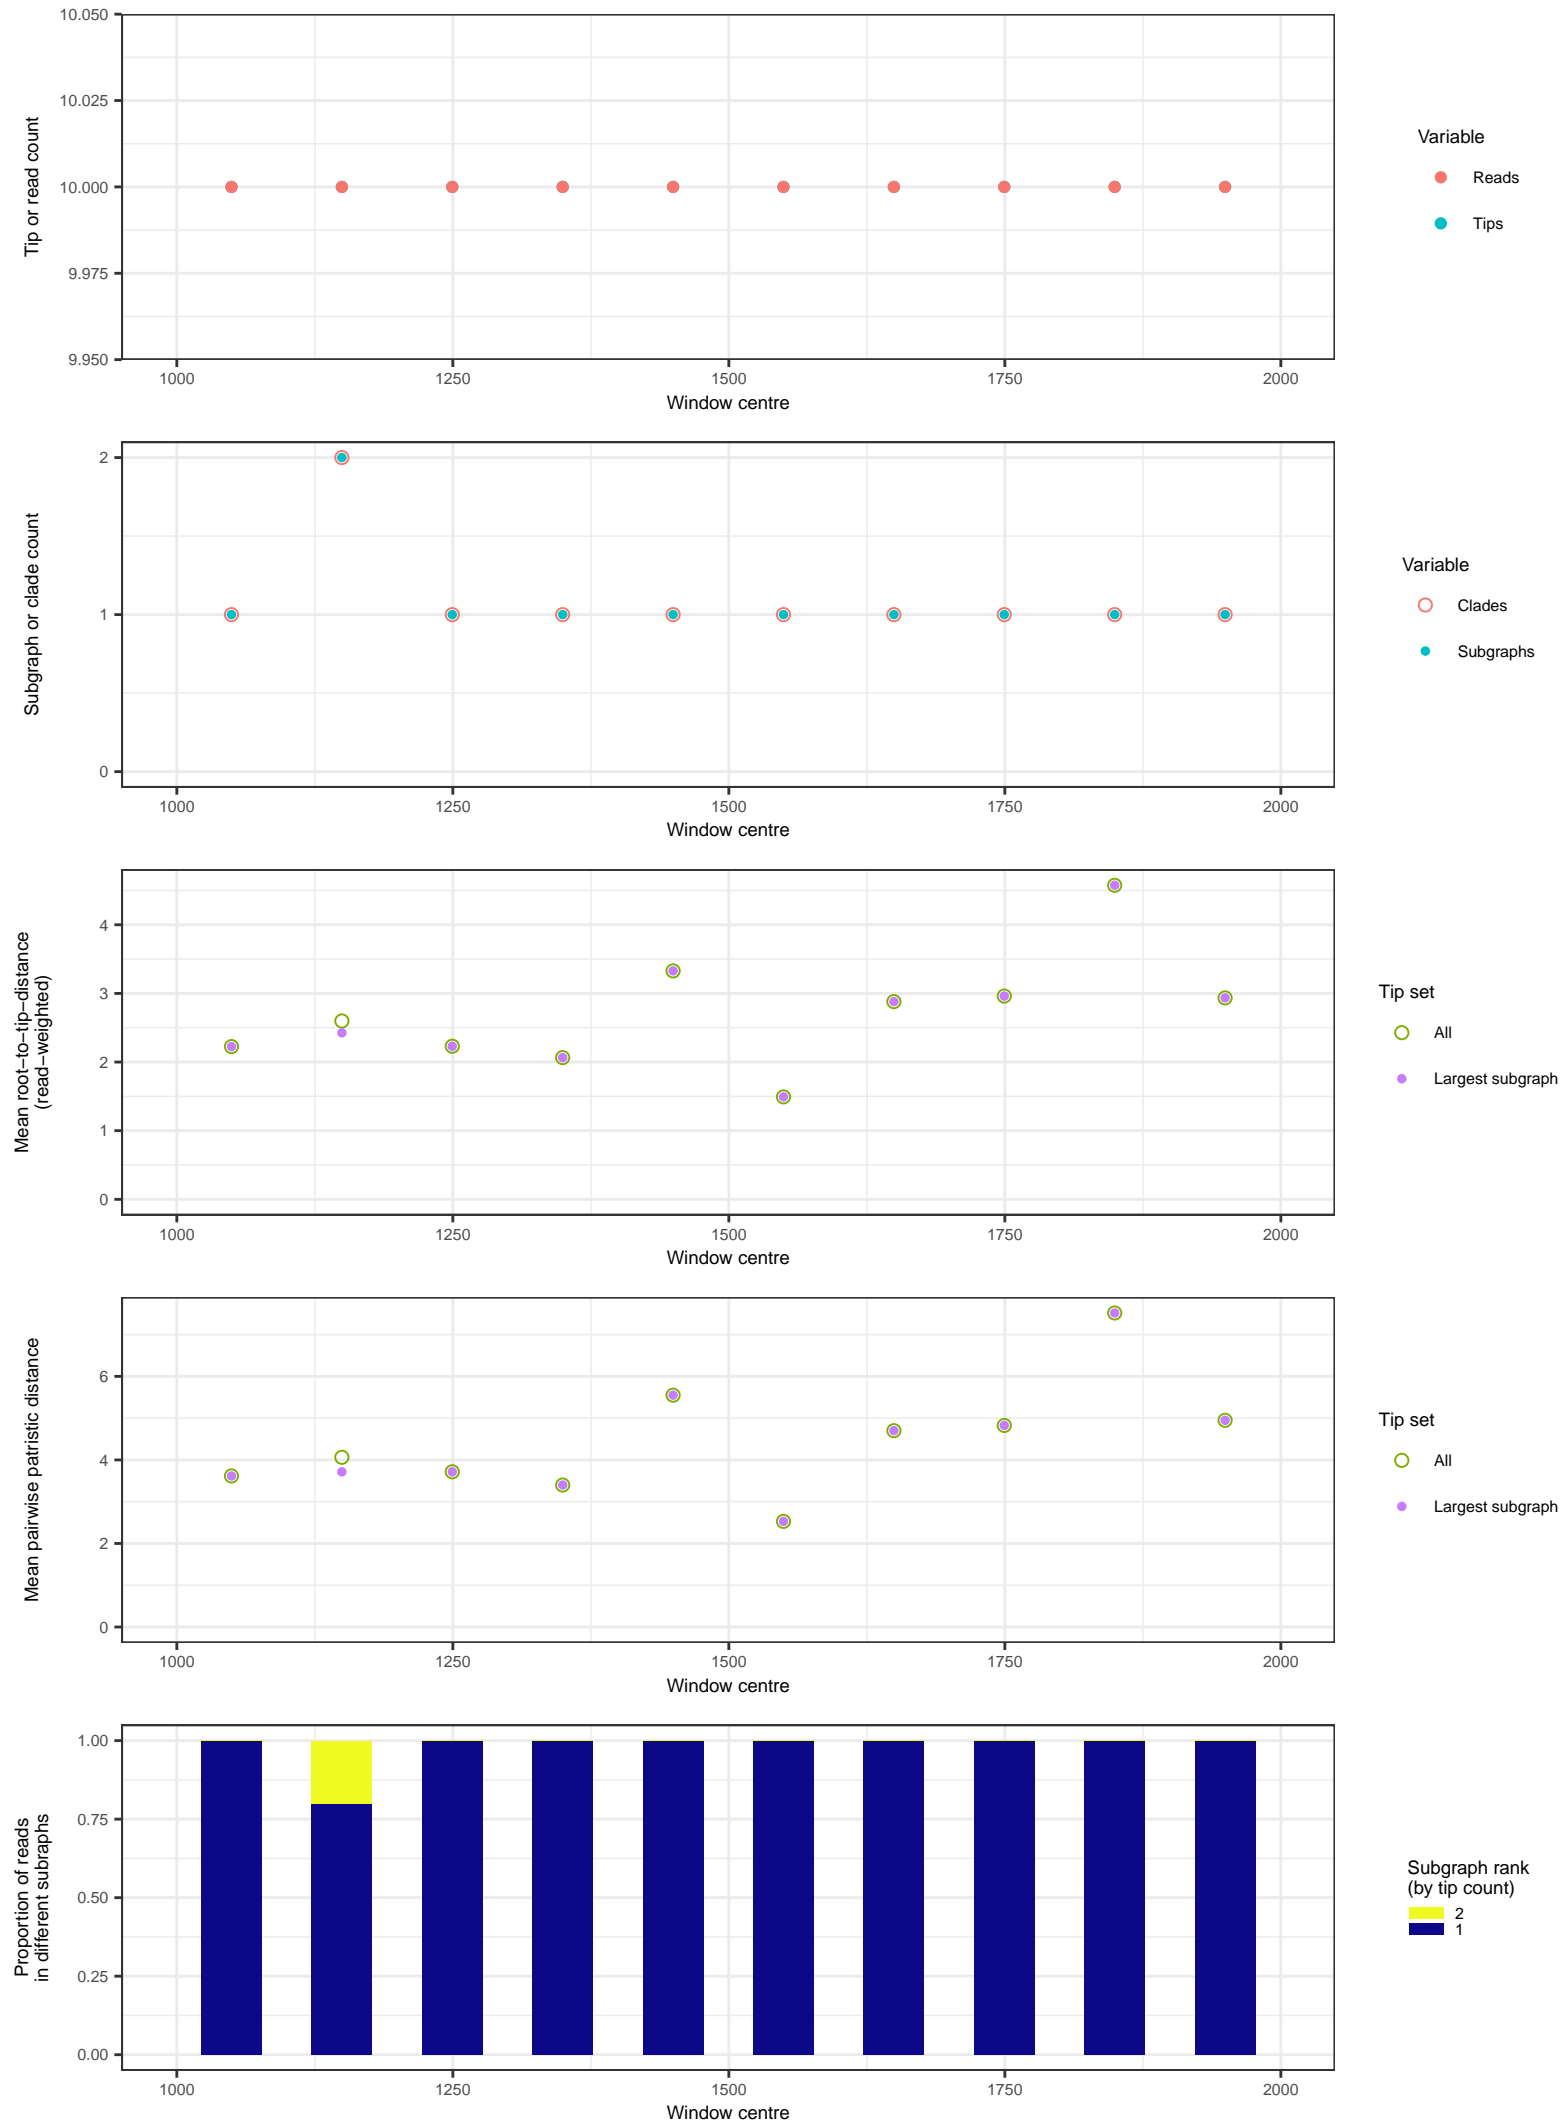 10.050
10.025
10.000
9.975
9.950
Tip or read count
1000 1250 1500 1750 2000
Window centre
Variable
Reads
Tips
2
1
0
Subgraph or clade count
1000 1250 1500 1750 2000
Window centre
Variable
Clades
Subgraphs
4
3
2
1
0
Mean root−to−tip−distance
(read−weighted)
1000 1250 1500 1750 2000
Window centre
Tip set
All
Largest subgraph
6
4
2
0
Mean pairwise patristic distance
1000 1250 1500 1750 2000
Window centre
Tip set
All
Largest subgraph
1.00
0.75
0.50
0.25
0.00
Proportion of reads
in different subraphs
1000 1250 1500 1750 2000
Window centre
Subgraph rank
(by tip count)
2
1